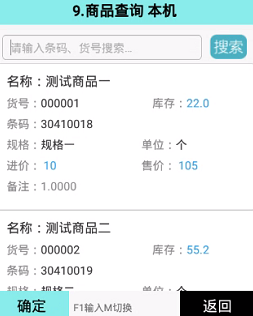 9.商品查询 本机
请输入条码、货号搜索... 搜索
名称：测试商品一
货号：000001 库存：22.0
条码：30410018
规格：规格一 单位：个
进价：10 售价：105
备注：1.0000
名称：测试商品二
货号：000002 库存：55.2
条码：30410019
规格：规格二 单位：个
确定 F1输入M切换 返回